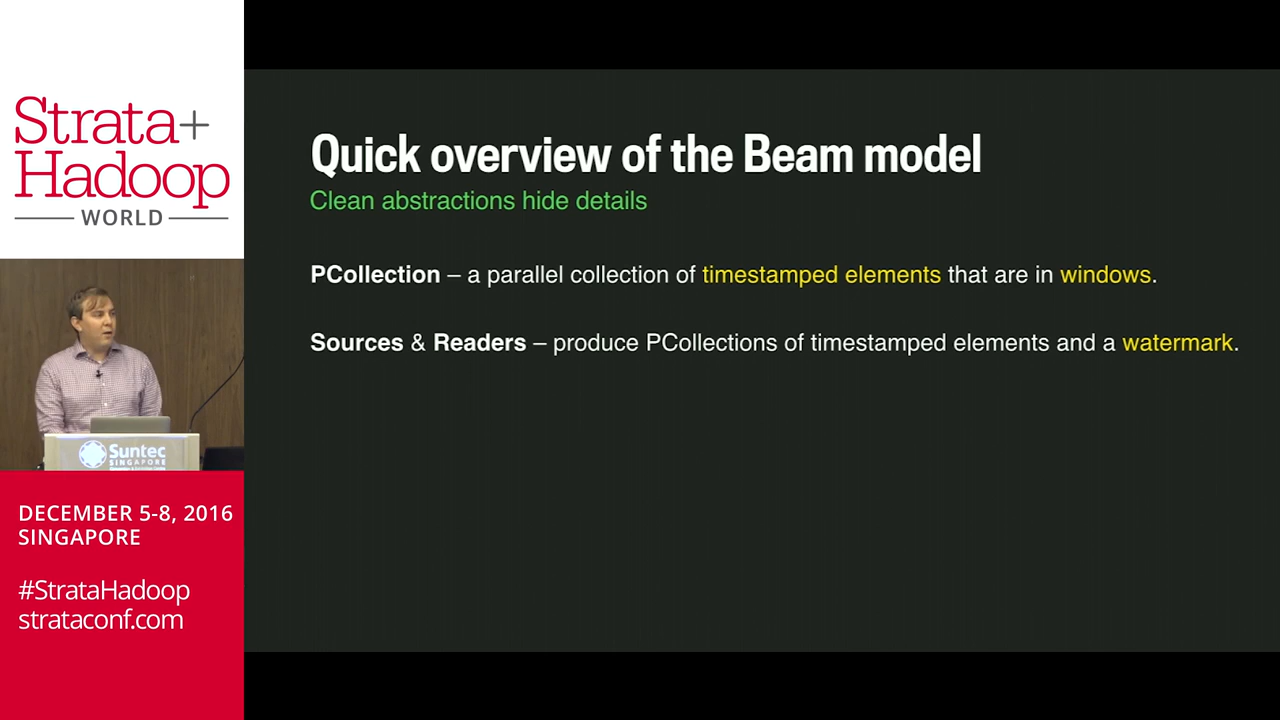 Strata+
Hadoop
WORLD
Suntec
SINGAPORE
DECEMBER 5-8, 2016
SINGAPORE
#StrataHadoop
strataconf.com
Quick overview of the Beam model
Clean abstractions hide details
PCollection – a parallel collection of timestamped elements that are in windows.
Sources & Readers – produce PCollections of timestamped elements and a watermark.